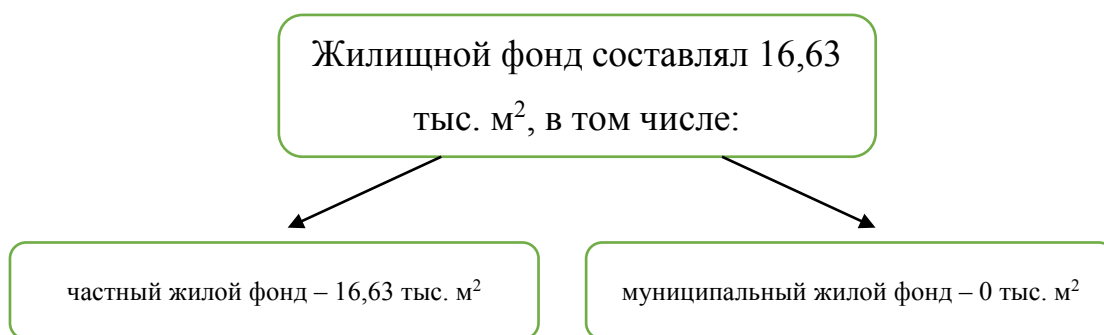 Жилищной фонд составлял 16,63
тыс. м², в том числе:
частный жилой фонд – 16,63 тыс. м²
муниципальный жилой фонд – 0 тыс. м²